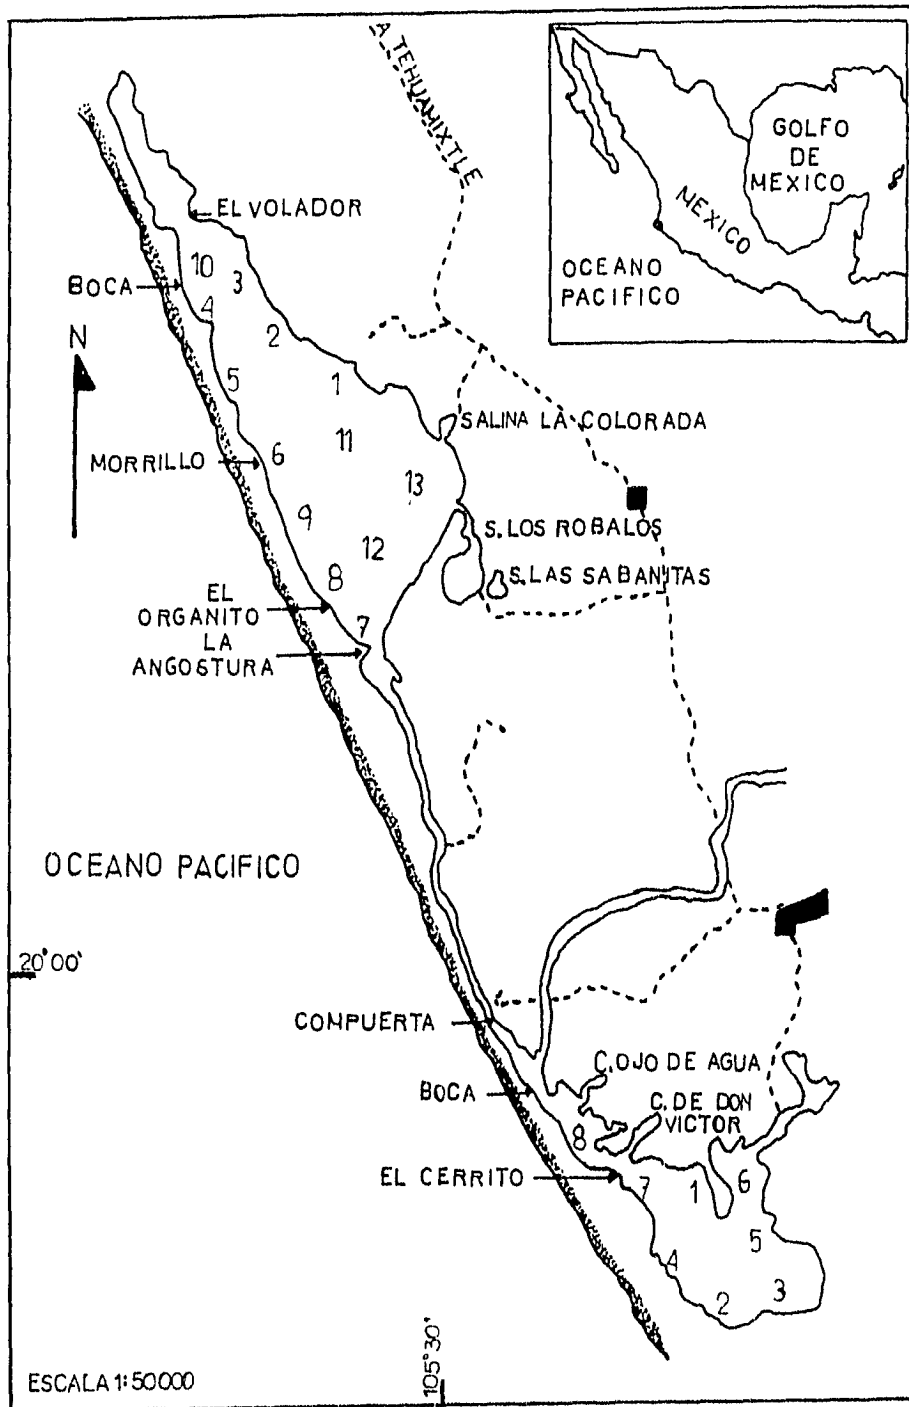 A TEHUAMIXTLE
GOLFO
DE
MEXICO
MEXICO
OCEANO
PACIFICO
EL VOLADOR
10
3
BOCA
4
2
N
5
1
SALINA LA COLORADA
11
MORRILLO
6
13
9
S. LOS ROBALOS
12
S. LAS SABANITAS
8
EL
ORGANITO
7
LA
ANGOSTURA
OCEANO PACIFICO
20°00'
COMPUERTA
C. OJO DE AGUA
BOCA
C. DE DON
VICTOR
8
EL CERRITO
7
1
6
5
4
2
3
105°30'
ESCALA 1:50000